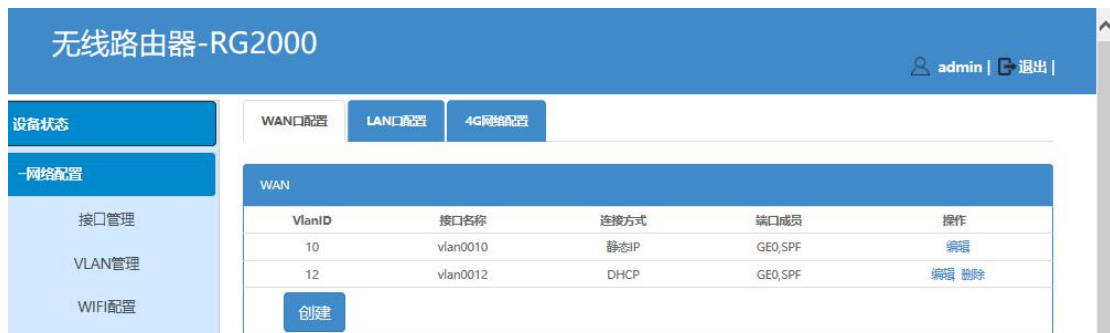 无线路由器-RG2000
admin | 退出 |
设备状态
WAN口配置 LAN口配置 4G网络配置
-网络配置
WAN
接口管理
VlanID 接口名称 连接方式 端口成员 操作
10 vlan0010 静态IP GE0,SPF 编辑
VLAN管理
12 vlan0012 DHCP GE0,SPF 编辑 删除
WIFI配置
创建